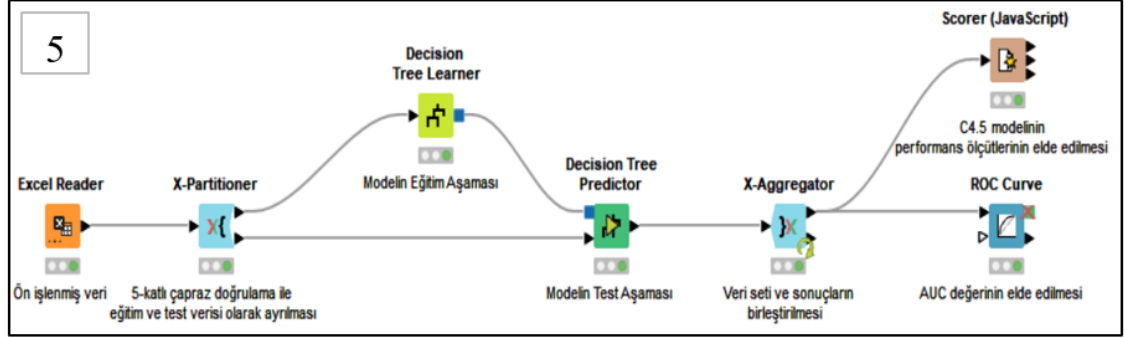 5
Scorer (JavaScript)
C4.5 modelinin
performans ölçütlerinin elde edilmesi
Decision
Tree Learner
Modelin Eğitim Aşaması
Excel Reader
Ön işlenmiş veri
X-Partitioner
5-katlı çapraz doğrulama ile
eğitim ve test verisi olarak ayrılması
Decision Tree
Predictor
Modelin Test Aşaması
X-Aggregator
Veri seti ve sonuçların
birleştirilmesi
ROC Curve
AUC değerinin elde edilmesi